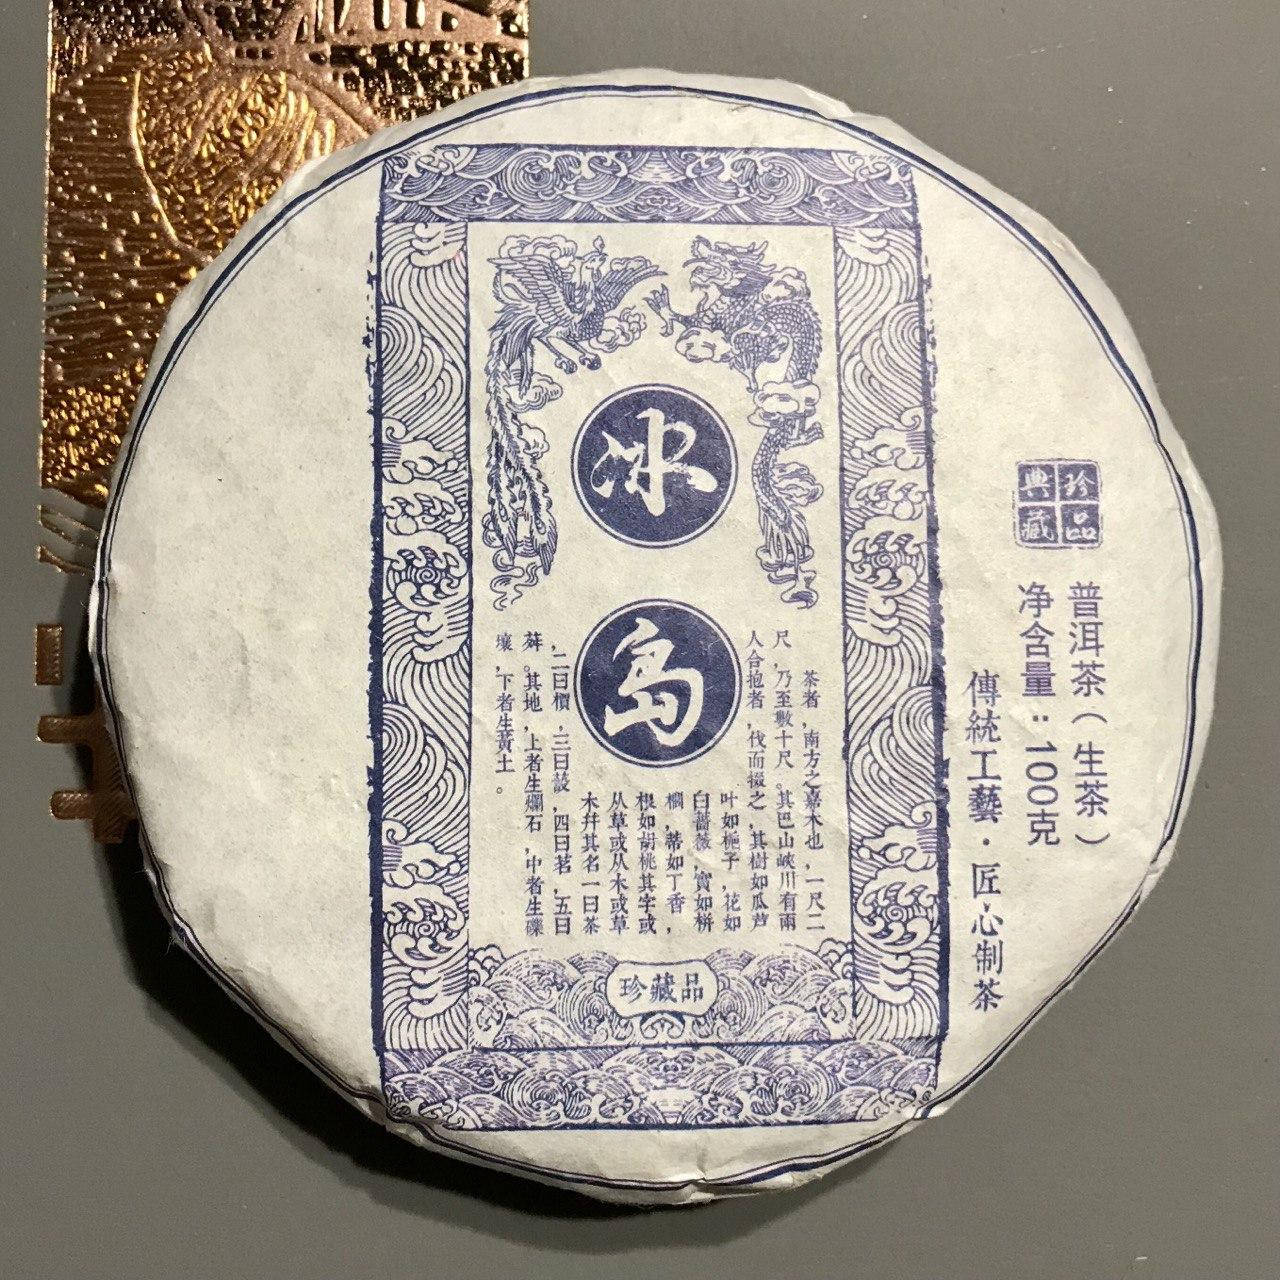 珍品
典藏
普洱茶（生茶）
净含量：100克
傳統工藝·匠心制茶
冰
島
茶者，南方之嘉木也，一尺二
尺，乃至數十尺。其巴山峽川有兩
人合抱者，伐而掇之，其樹如瓜芦
叶如梔子，花如
白薔薇，實如栟
櫚，蒂如丁香，
根如胡桃其字或
从草或从木或草
木幷其名一曰茶
，二曰檟，三曰蔎，四曰茗，五曰
荈。其地，上者生爛石，中者生礫
壤，下者生黃土。
珍藏品